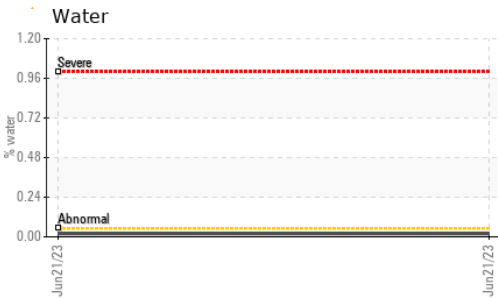 Water
1.20
Severe
0.96
0.72
% water
0.48
0.24
Abnormal
0.00
Jun21/23
Jun21/23